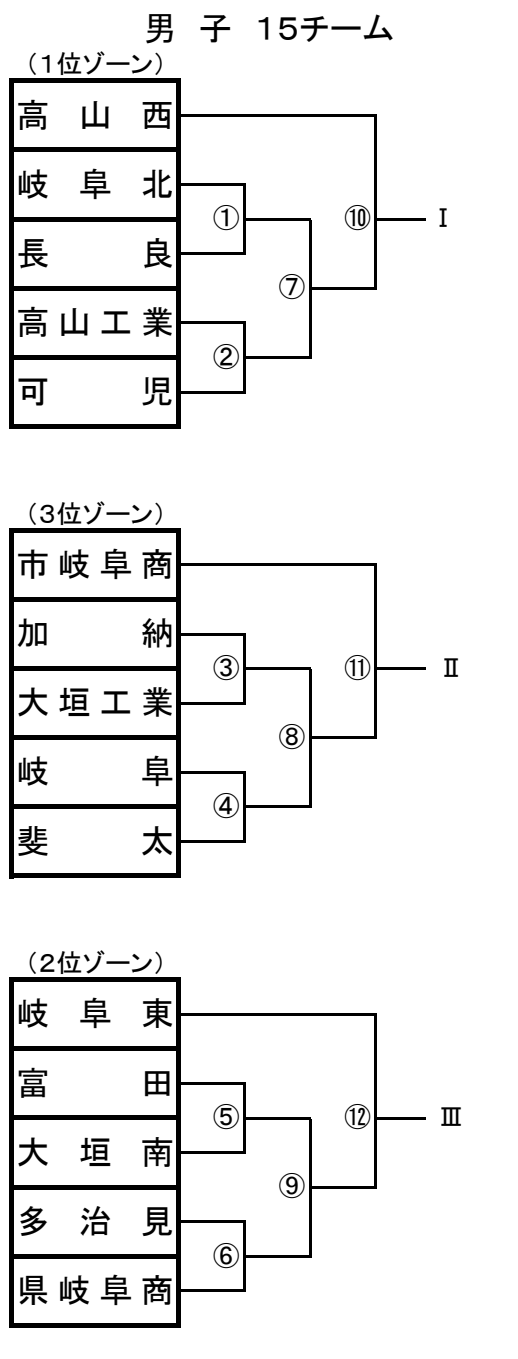 男 子 15チーム
（1位ゾーン）
高 山 西
岐 阜 北
長 良
高山工業
可 児
①
②
⑦
⑩
Ⅰ
（3位ゾーン）
市岐阜商
加 納
大垣工業
岐 阜
斐 太
③
④
⑧
⑪
Ⅱ
（2位ゾーン）
岐 阜 東
富 田
大 垣 南
多 治 見
県岐阜商
⑤
⑥
⑨
⑫
Ⅲ